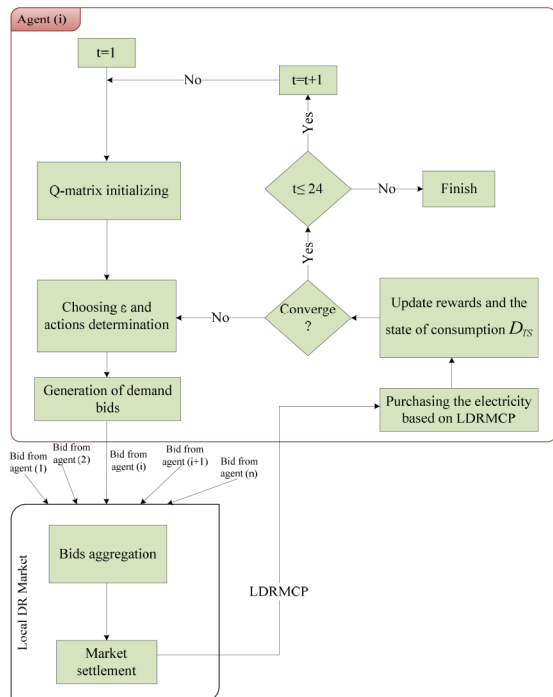 Agent (i)
t=1
No
t=t+1
Yes
Q-matrix initializing
t≤ 24
No
Finish
Yes
Choosing ε and
actions determination
No
Converge
?
Update rewards and the
state of consumption D_TS
Generation of demand
bids
Purchasing the electricity
based on LDRMCP
Bid from
agent (1)
Bid from
agent (2)
Bid from
agent (i)
Bid from
agent (i+1)
Bid from
agent (n)
Local DR Market
Bids aggregation
LDRMCP
Market
settlement